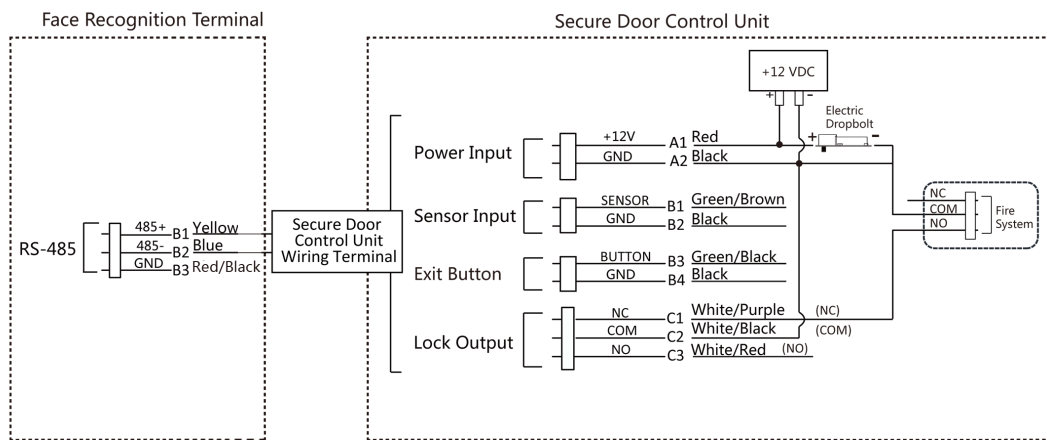 Face Recognition Terminal
Secure Door Control Unit
RS-485
485+ B1 Yellow
485- B2 Blue
GND B3 Red/Black
Secure Door
Control Unit
Wiring Terminal
+12 VDC
+ -
Electric
Dropbolt
+ -
Power Input
+12V A1 Red
GND A2 Black
Sensor Input
SENSOR B1 Green/Brown
GND B2 Black
Exit Button
BUTTON B3 Green/Black
GND B4 Black
Lock Output
NC C1 White/Purple (NC)
COM C2 White/Black (COM)
NO C3 White/Red (NO)
NC
COM
NO
Fire
System